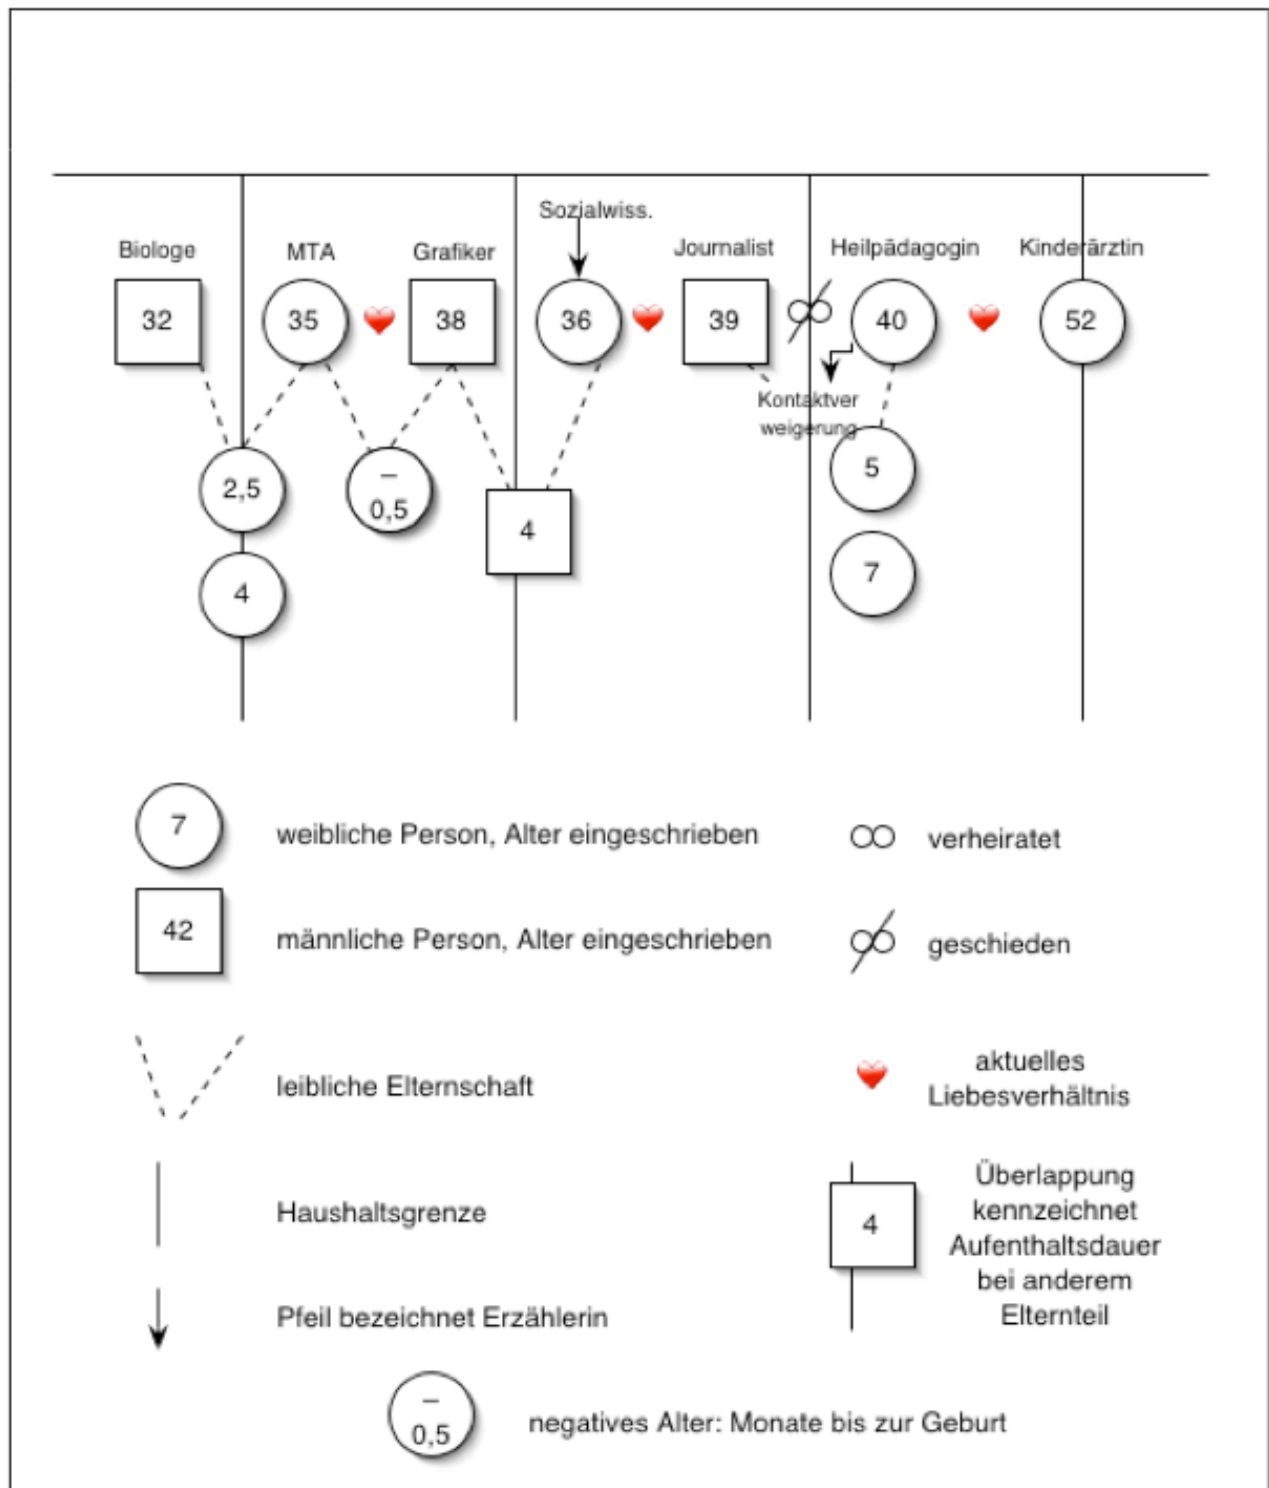 Sozialwiss.
Biologe MTA Grafiker Journalist Heilpädagogin Kinderärztin
32 35 38 36 39 40 52
Kontaktver
weigerung
2,5 –
0,5 4 5
4 7
7 weibliche Person, Alter eingeschrieben
∞ verheiratet
42 männliche Person, Alter eingeschrieben
geschieden
leibliche Elternschaft
aktuelles
Liebesverhältnis
Haushaltsgrenze
4
Überlappung
kennzeichnet
Aufenthaltsdauer
bei anderem
Elternteil
Pfeil bezeichnet Erzählerin
–
0,5 negatives Alter: Monate bis zur Geburt